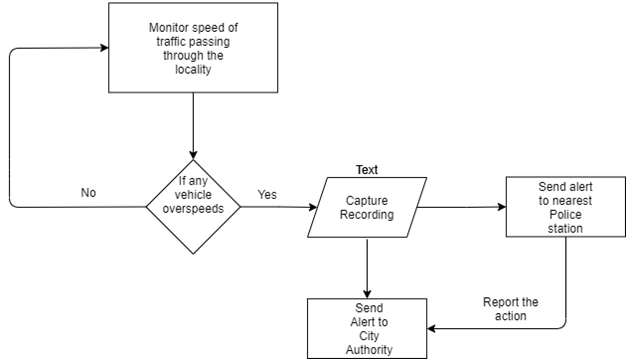 Monitor speed of
traffic passing
through the
locality
If any
vehicle
overspeeds
No
Yes
Text
Capture
Recording
Send alert
to nearest
Police
station
Send
Alert to
City
Authority
Report the
action